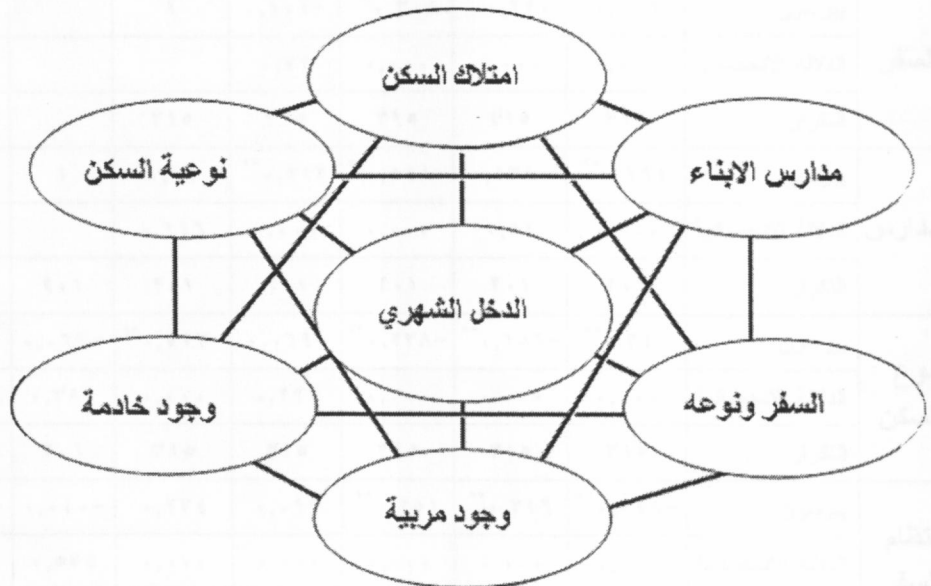 امتلاك السكن
مدارس الابناء
نوعية السكن
الدخل الشهري
السفر ونوعه
وجود خادمة
وجود مربية